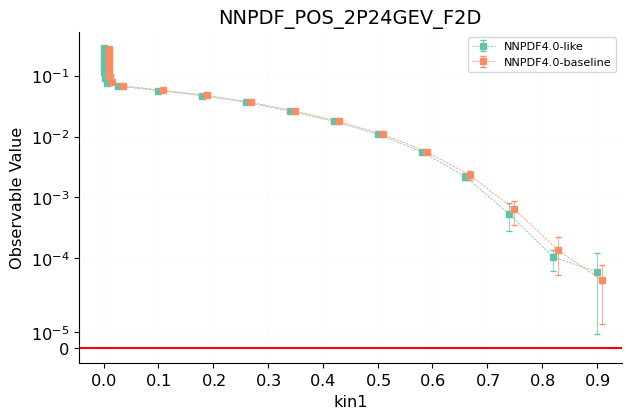 NNPDF_POS_2P24GEV_F2D
NNPDF4.0-like
NNPDF4.0-baseline
Observable Value
10⁻¹
10⁻²
10⁻³
10⁻⁴
10⁻⁵
0
0.0 0.1 0.2 0.3 0.4 0.5 0.6 0.7 0.8 0.9
kin1